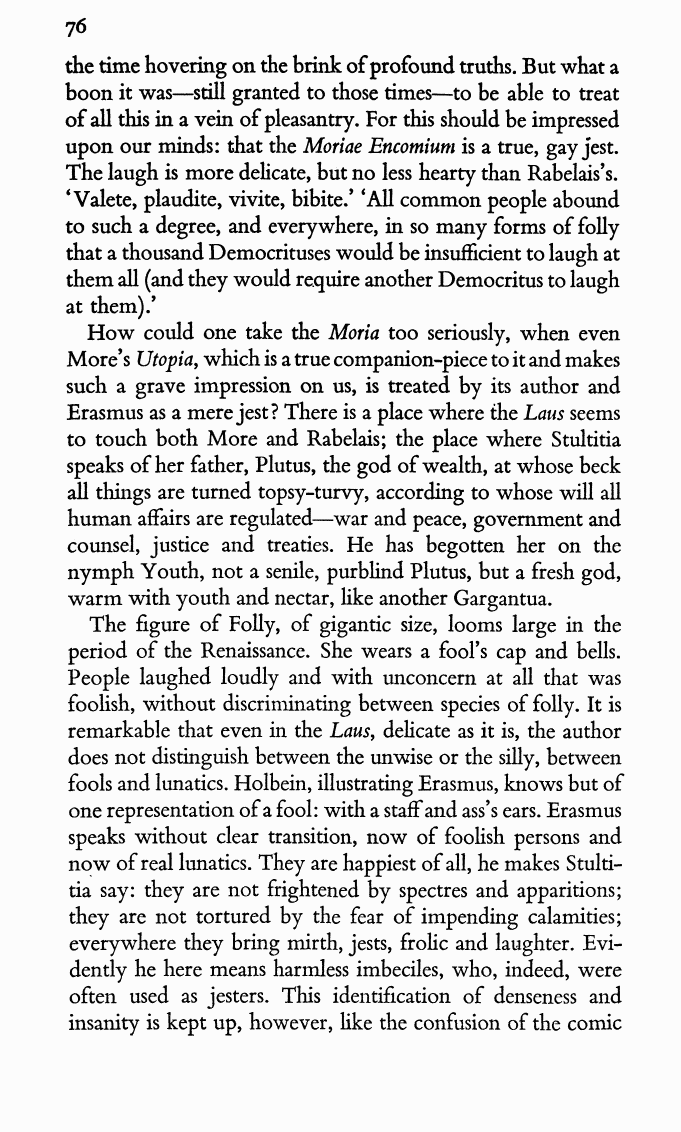 76
the time hovering on the brink of profound truths. But what a
boon it was—still granted to those times—to be able to treat
of all this in a vein of pleasantry. For this should be impressed
upon our minds: that the Moriae Encomium is a true, gay jest.
The laugh is more delicate, but no less hearty than Rabelais's.
‘Valete, plaudite, vivite, bibite.’ ‘All common people abound
to such a degree, and everywhere, in so many forms of folly
that a thousand Democrituses would be insufficient to laugh at
them all (and they would require another Democritus to laugh
at them).’
How could one take the Moria too seriously, when even
More's Utopia, which is a true companion-piece to it and makes
such a grave impression on us, is treated by its author and
Erasmus as a mere jest? There is a place where the Laus seems
to touch both More and Rabelais; the place where Stultitia
speaks of her father, Plutus, the god of wealth, at whose beck
all things are turned topsy-turvy, according to whose will all
human affairs are regulated—war and peace, government and
counsel, justice and treaties. He has begotten her on the
nymph Youth, not a senile, purblind Plutus, but a fresh god,
warm with youth and nectar, like another Gargantua.
The figure of Folly, of gigantic size, looms large in the
period of the Renaissance. She wears a fool's cap and bells.
People laughed loudly and with unconcern at all that was
foolish, without discriminating between species of folly. It is
remarkable that even in the Laus, delicate as it is, the author
does not distinguish between the unwise or the silly, between
fools and lunatics. Holbein, illustrating Erasmus, knows but of
one representation of a fool: with a staff and ass's ears. Erasmus
speaks without clear transition, now of foolish persons and
now of real lunatics. They are happiest of all, he makes Stulti-
tia say: they are not frightened by spectres and apparitions;
they are not tortured by the fear of impending calamities;
everywhere they bring mirth, jests, frolic and laughter. Evi-
dently he here means harmless imbeciles, who, indeed, were
often used as jesters. This identification of denseness and
insanity is kept up, however, like the confusion of the comic